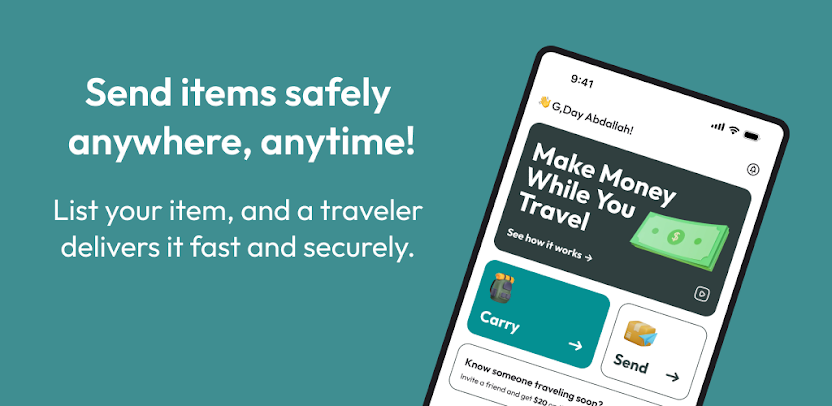 Send items safely
anywhere, anytime!
List your item, and a traveler
delivers it fast and securely.
9:41
G,Day Abdallah!
Make Money
While You
Travel
See how it works →
$
Carry
→
Send
→
Know someone traveling soon?
Invite a friend and get $20